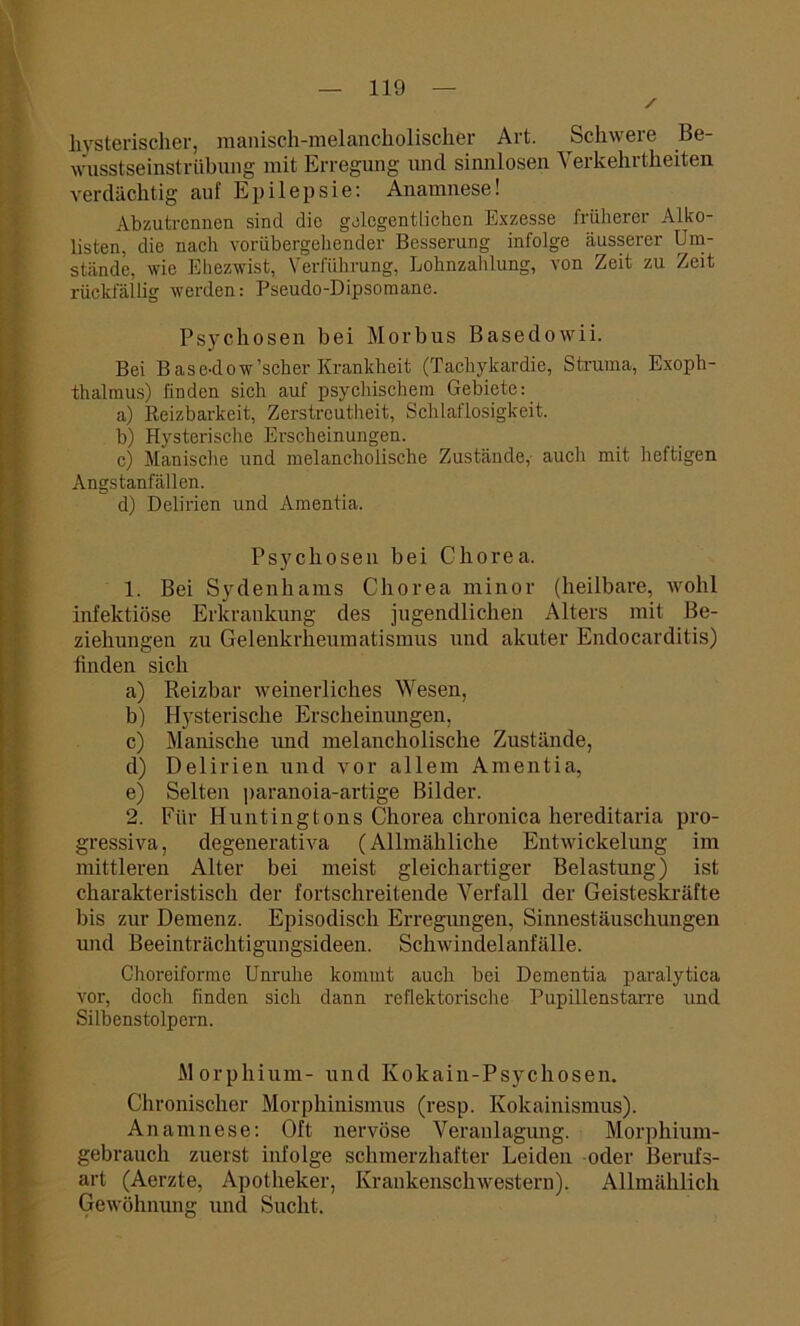 — 119 —
hysterischer, manisch-melancholischer Art. Schwere Be-
wusstseinstrübung mit Erregung und sinnlosen Verkehrtheiten
verdächtig auf Epilepsie: Anamnese!
Abzutrennen sind die gelegentlichen Exzesse früherer Alko-
listen, die nach vorübergehender Besserung infolge äusserer Um-
stände, wie Ehezwist, Verführung, Lohnzahlung, von Zeit zu Zeit
rückfällig werden: Pseudo-Dipsomane.
Psychosen bei Morbus Basedowii.
Bei Basedow'scher Krankheit (Tachykardie, Struma, Exoph-
thalmus) finden sich auf psychischem Gebiete:
a) Reizbarkeit, Zerstreutheit, Schlaflosigkeit.
b) Hysterische Erscheinungen.
c) Manische und melancholische Zustände, auch mit heftigen
Angstanfällen.
d) Delirien und Amentia.
Psychosen bei Chorea.
1. Bei Sydenhams Chorea minor (heilbare, wohl
infektiöse Erkrankung des jugendlichen Alters mit Be-
ziehungen zu Gelenkrheumatismus und akuter Endocarditis)
finden sich
a) Reizbar weinerliches Wesen,
b) Hysterische Erscheinungen,
c) Manische und melancholische Zustände,
d) Delirien und vor allem Amentia,
e) Selten paranoia-artige Bilder.
2. Für Huntingtons Chorea chronica hereditaria pro-
gressiva, degenerativa (Allmähliche Entwickelung im
mittleren Alter bei meist gleichartiger Belastung) ist
charakteristisch der fortschreitende Verfall der Geisteskräfte
bis zur Demenz. Episodisch Erregungen, Sinnestäuschungen
und Beeinträchtigungsideen. Schwindelanfälle.
Choreiforme Unruhe kommt auch bei Dementia paralytica
vor, doch finden sich dann reflektorische Pupillenstarre und
Silbenstolpern.
Morphium- und Kokain-Psychosen.
Chronischer Morphinismus (resp. Kokainismus).
Anamnese: Oft nervöse Veranlagung. Morphium-
gebrauch zuerst infolge schmerzhafter Leiden oder Berufs-
art (Aerzte, Apotheker, Krankenschwestern). Allmählich
Gewöhnung und Sucht.